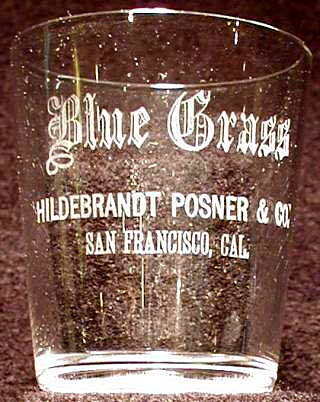 Blue Grass
HILDEBRANDT POSNER & CO.
SAN FRANCISCO, CAL